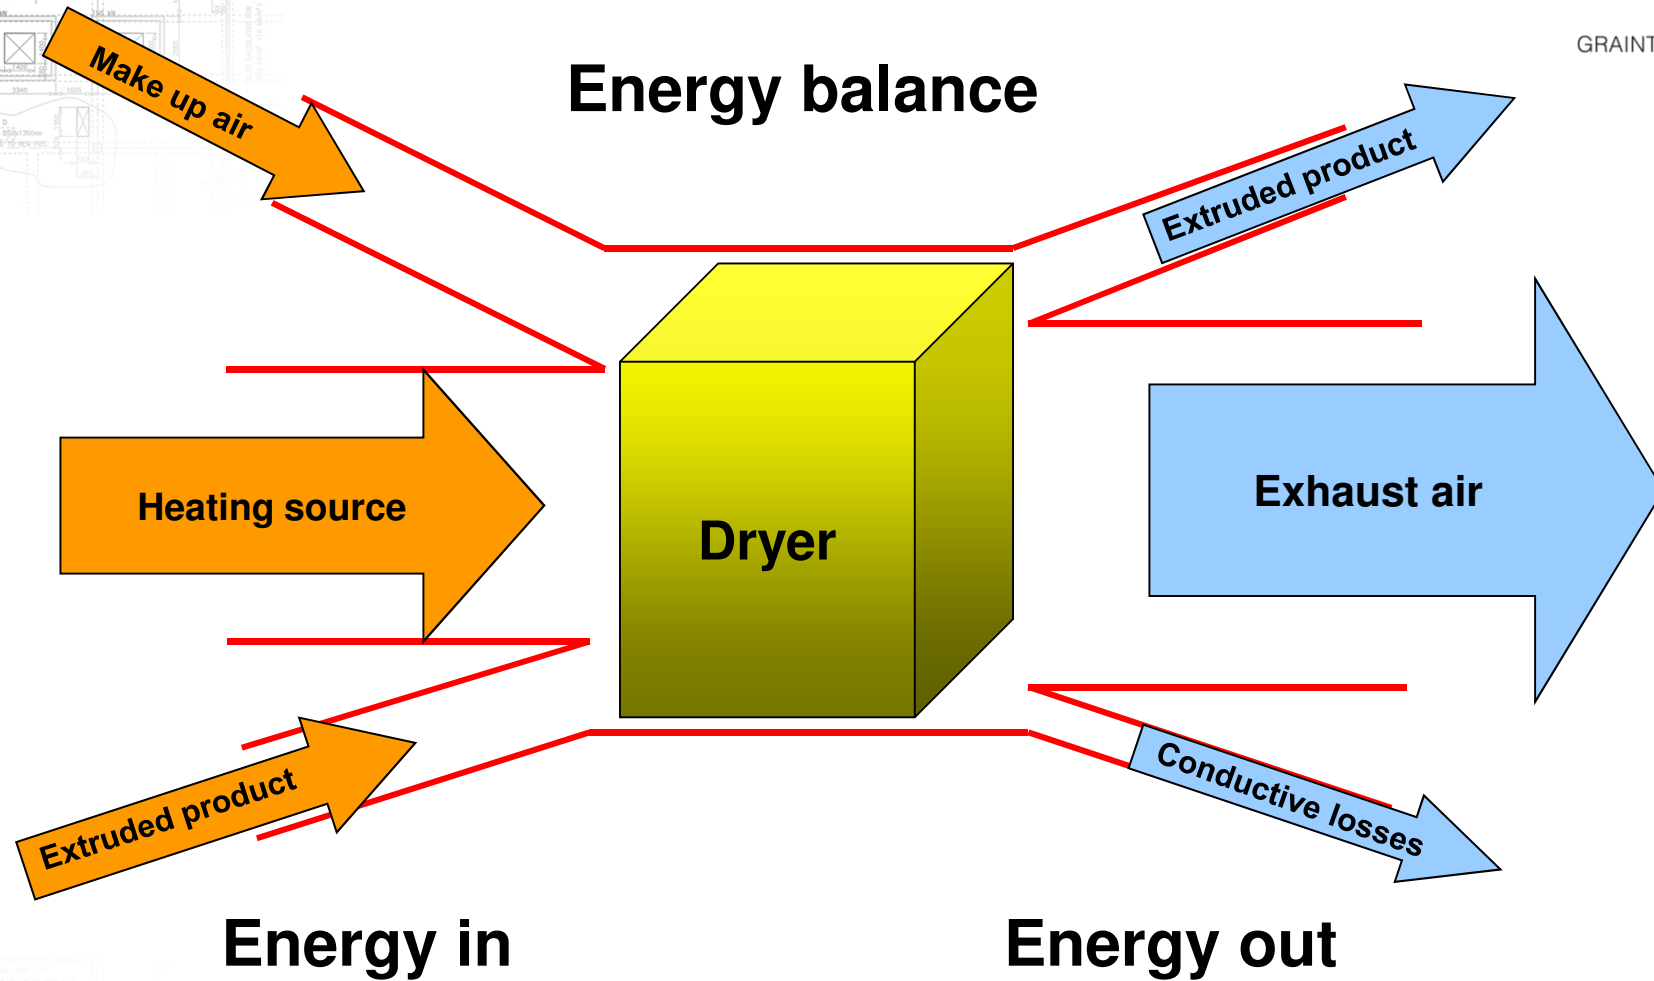 Energy balance
GRAINT
Make up air
Extruded product
Heating source
Dryer
Exhaust air
Extruded product
Conductive losses
Energy in
Energy out